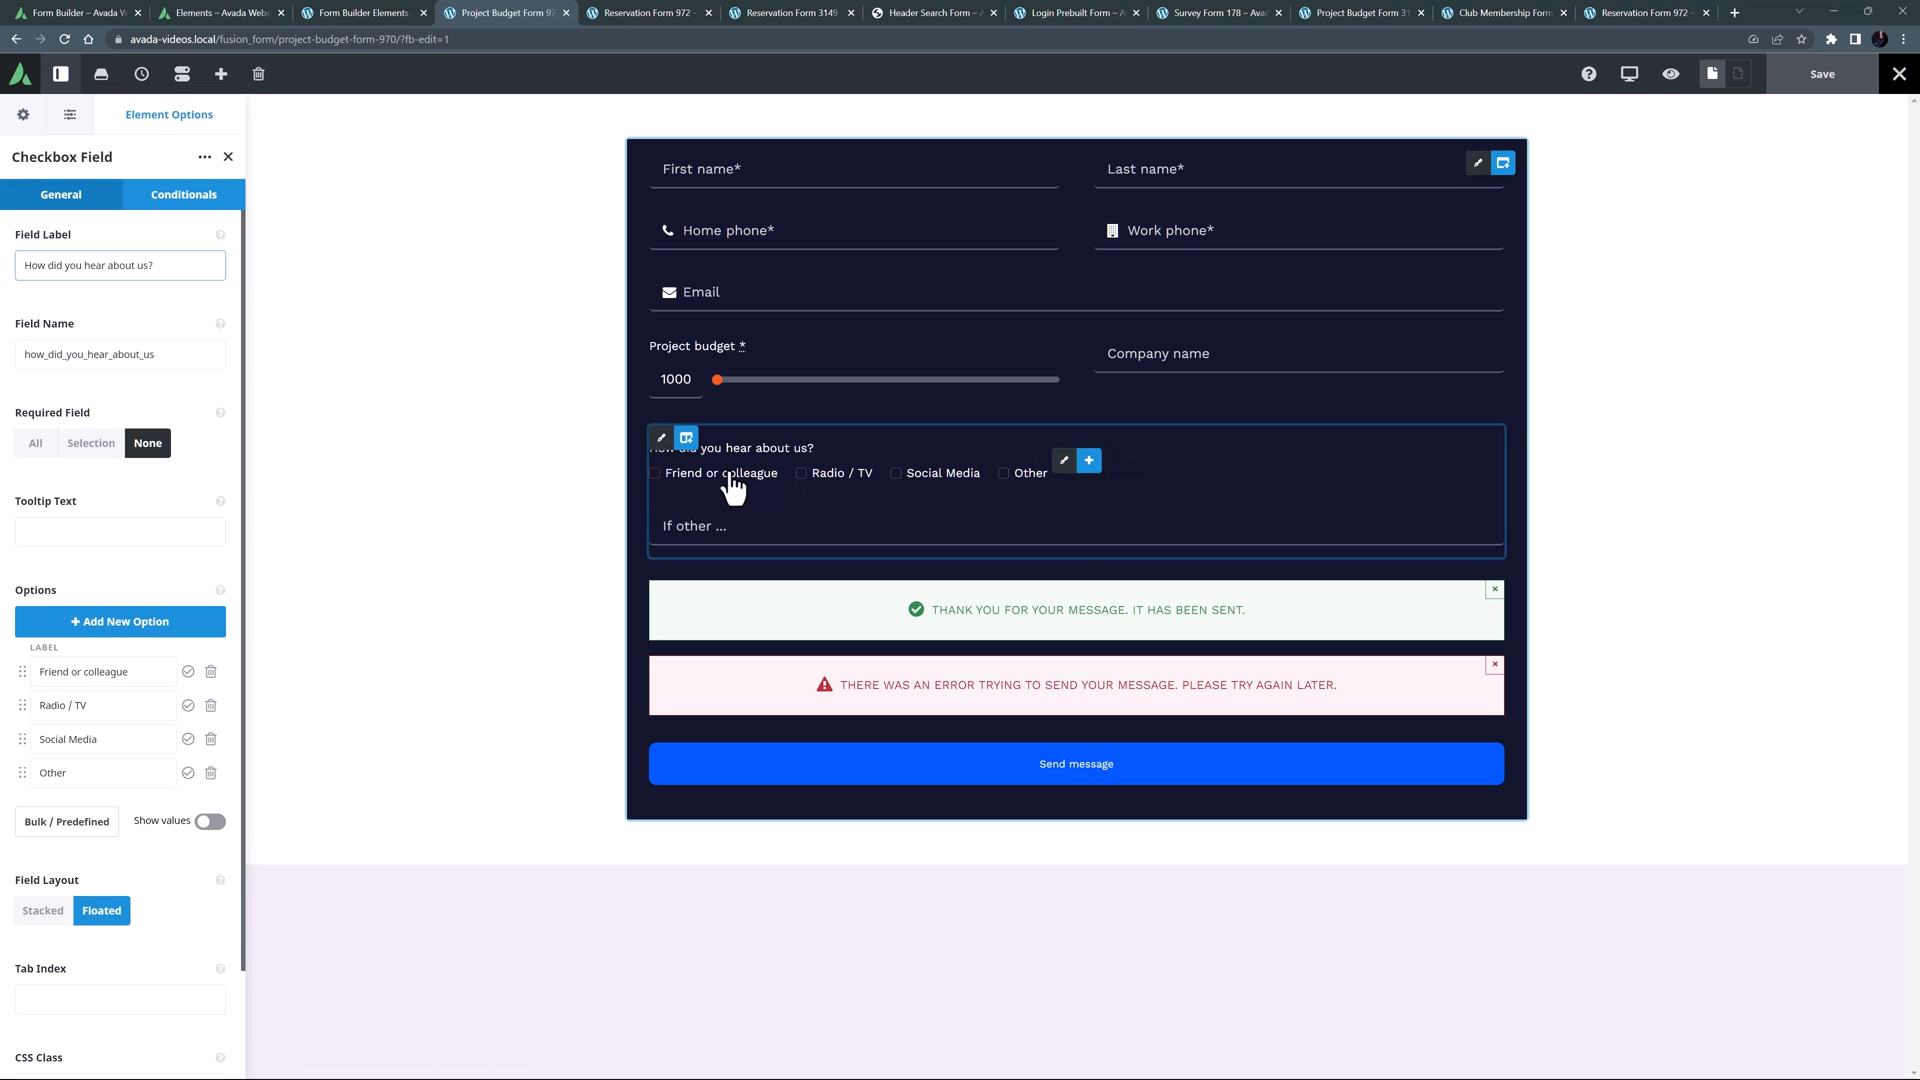 Form Builder – Avada W
Elements – Avada Webs
Form Builder Elements
Project Budget Form 97
Reservation Form 972 –
Reservation Form 3149
Header Search Form – A
Login Prebuilt Form – A
Survey Form 178 – Avad
Project Budget Form 31
Club Membership Form
Reservation Form 972 –
avada-videos.local/fusion_form/project-budget-form-970/?fb-edit=1
Save
Element Options
Checkbox Field
General
Conditionals
Field Label
How did you hear about us?
Field Name
how_did_you_hear_about_us
Required Field
All
Selection
None
Tooltip Text
Options
+ Add New Option
LABEL
Friend or colleague
Radio / TV
Social Media
Other
Bulk / Predefined
Show values
Field Layout
Stacked
Floated
Tab Index
CSS Class
First name*
Last name*
Home phone*
Work phone*
Email
Project budget *
1000
Company name
How did you hear about us?
Friend or colleague
Radio / TV
Social Media
Other
If other ...
THANK YOU FOR YOUR MESSAGE. IT HAS BEEN SENT.
THERE WAS AN ERROR TRYING TO SEND YOUR MESSAGE. PLEASE TRY AGAIN LATER.
Send message